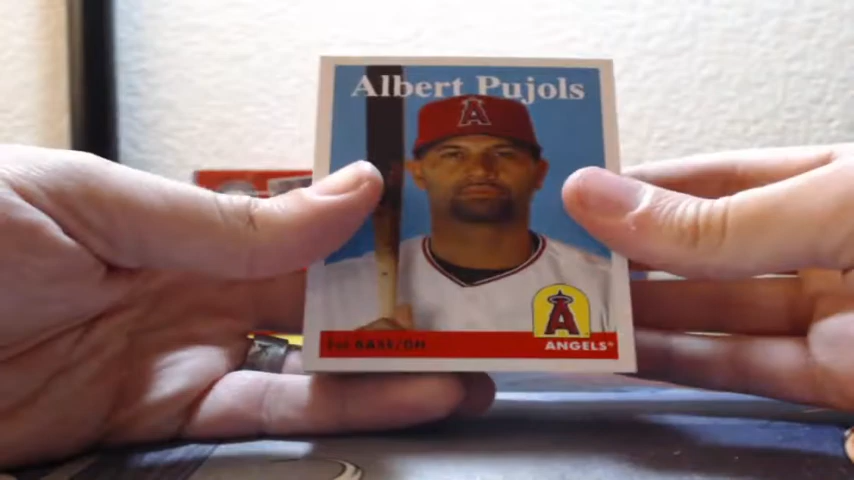 Albert Pujols
A
A
1ST BASE/DH
ANGELS